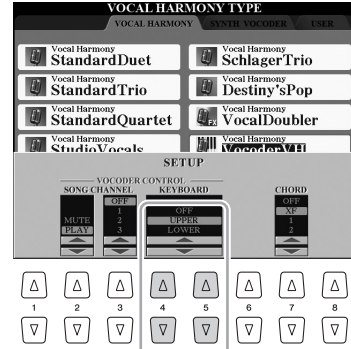 VOCAL HARMONY TYPE
VOCAL HARMONY SYNTH VOCODER USER
Vocal Harmony Vocal Harmony
StandardDuet SchlagerTrio
Vocal Harmony Vocal Harmony
StandardTrio Destiny'sPop
Vocal Harmony Vocal Harmony
StandardQuartet FX VocalDoubler
Vocal Harmony Vocal Harmony
StudioVocals VocoderVH
SETUP
VOCODER CONTROL
SONG CHANNEL KEYBOARD CHORD
OFF OFF
1 OFF XF
MUTE 2 UPPER 1
PLAY 3 LOWER 2
1 2 3 4 5 6 7 8